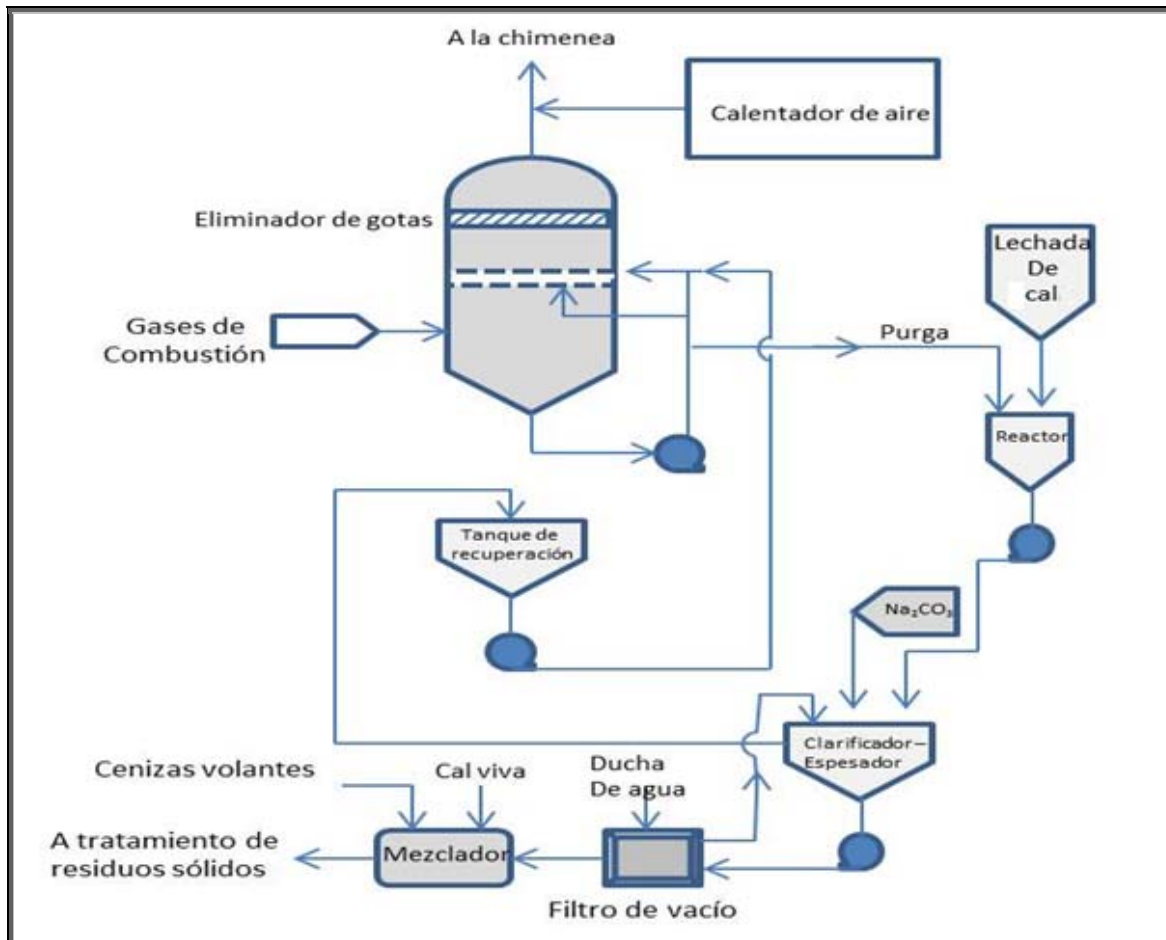 A la chimenea
Calentador de aire
Eliminador de gotas
Lechada
De
cal
Gases de
Combustión
Purga
Reactor
Tanque de
recuperación
Na₂CO₃
Clarificador–
Espesador
Cenizas volantes
Cal viva
Ducha
De agua
A tratamiento de
residuos sólidos
Mezclador
Filtro de vacío